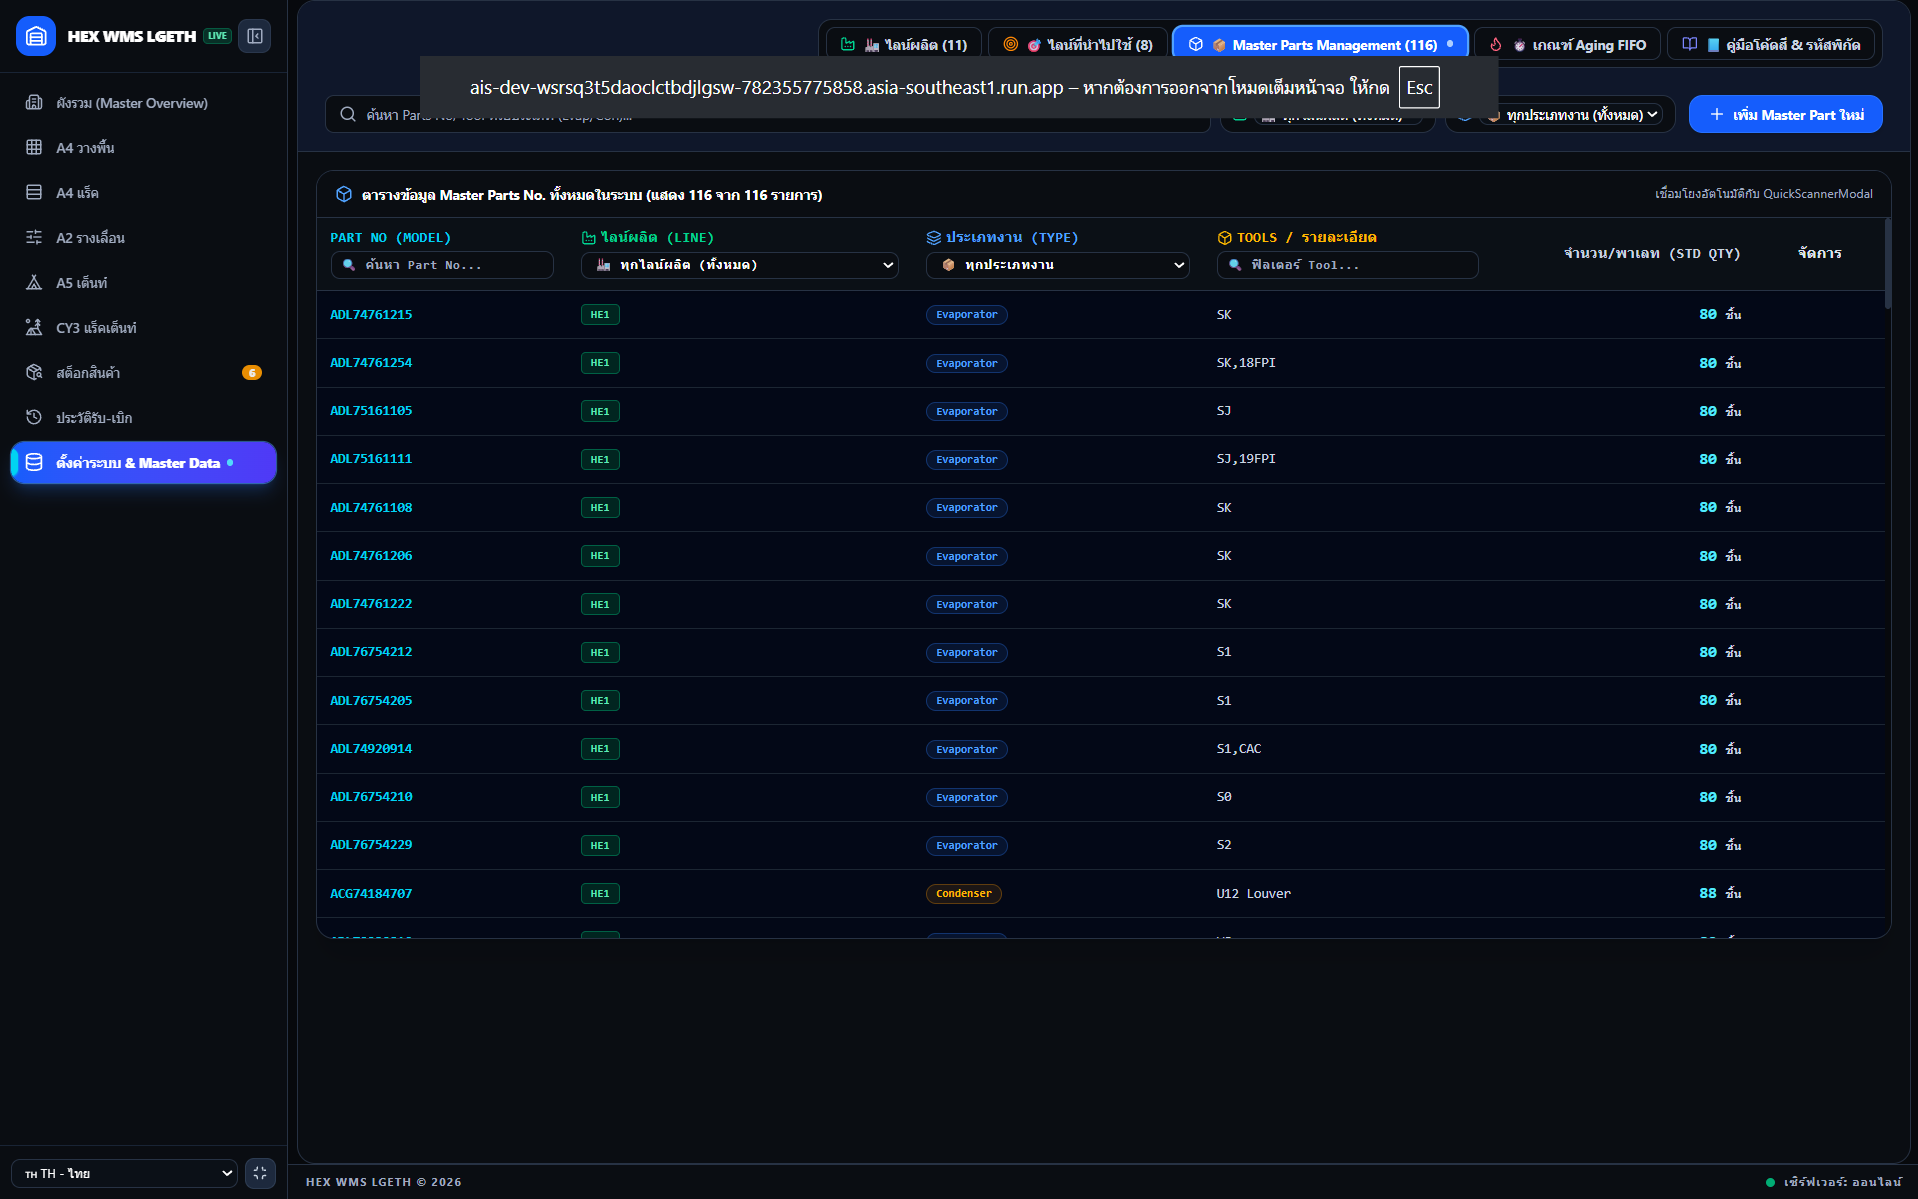 HEX WMS LGETH LIVE
ผังรวม (Master Overview)
A4 วางพื้น
A4 แร็ค
A2 รางเลื่อน
A5 เต็นท์
CY3 แร็คเต็นท์
สต็อกสินค้า 6
ประวัติรับ-เบิก
ตั้งค่าระบบ & Master Data
TH TH - ไทย
ไลน์ผลิต (11)
ไลน์ที่นำไปใช้ (8)
Master Parts Management (116)
เกณฑ์ Aging FIFO
คู่มือโค้ดสี & รหัสพิกัด
ais-dev-wsrsq3t5daoclctbdjlgsw-782355775858.asia-southeast1.run.app – หากต้องการออกจากโหมดเต็มหน้าจอ ให้กด Esc
ทุกประเภทงาน (ทั้งหมด)
+ เพิ่ม Master Part ใหม่
ตารางข้อมูล Master Parts No. ทั้งหมดในระบบ (แสดง 116 จาก 116 รายการ)
เชื่อมโยงอัตโนมัติกับ QuickScannerModal
PART NO (MODEL) ไลน์ผลิต (LINE) ประเภทงาน (TYPE) TOOLS / รายละเอียด จำนวน/พาเลท (STD QTY) จัดการ
ค้นหา Part No... ทุกไลน์ผลิต (ทั้งหมด) ทุกประเภทงาน ฟิลเตอร์ Tool...
ADL74761215 HE1 Evaporator SK 80 ชิ้น
ADL74761254 HE1 Evaporator SK,18FPI 80 ชิ้น
ADL75161105 HE1 Evaporator SJ 80 ชิ้น
ADL75161111 HE1 Evaporator SJ,19FPI 80 ชิ้น
ADL74761108 HE1 Evaporator SK 80 ชิ้น
ADL74761206 HE1 Evaporator SK 80 ชิ้น
ADL74761222 HE1 Evaporator SK 80 ชิ้น
ADL76754212 HE1 Evaporator S1 80 ชิ้น
ADL76754205 HE1 Evaporator S1 80 ชิ้น
ADL74920914 HE1 Evaporator S1,CAC 80 ชิ้น
ADL76754210 HE1 Evaporator S0 80 ชิ้น
ADL76754229 HE1 Evaporator S2 80 ชิ้น
ACG74184707 HE1 Condenser U12 Louver 88 ชิ้น
HEX WMS LGETH © 2026
เซิร์ฟเวอร์: ออนไลน์